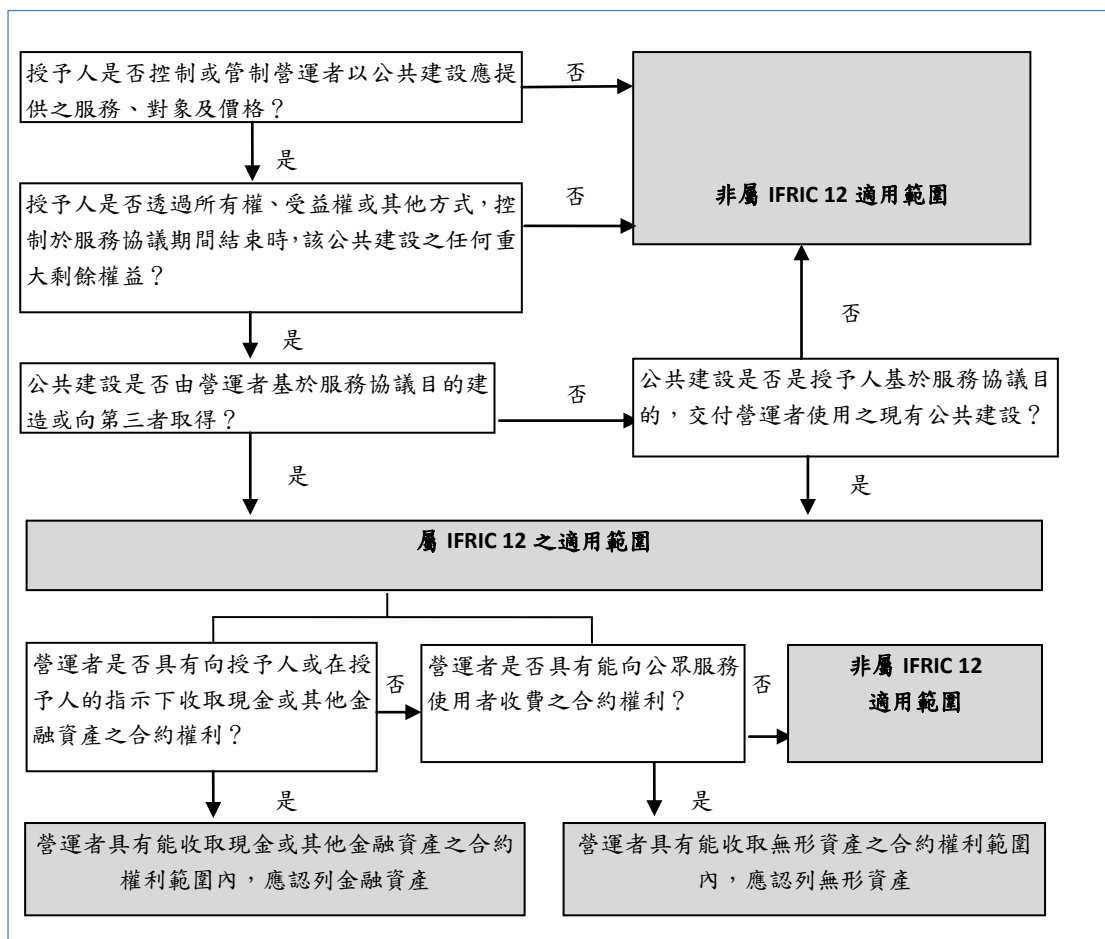 授予人是否控制或管制營運者以公共建設應提
供之服務、對象及價格？
否
是
非屬 IFRIC 12 適用範圍
授予人是否透過所有權、受益權或其他方式，控
制於服務協議期間結束時，該公共建設之任何重
大剩餘權益？
否
是
否
公共建設是否由營運者基於服務協議目的建
造或向第三者取得？
否
公共建設是否是授予人基於服務協議目
的，交付營運者使用之現有公共建設？
是
是
屬 IFRIC 12 之適用範圍
營運者是否具有向授予人或在授
予人的指示下收取現金或其他金
融資產之合約權利？
否
營運者是否具有能向公眾服務
使用者收費之合約權利？
否
非屬 IFRIC 12
適用範圍
是
是
營運者具有能收取現金或其他金融資產之合約
權利範圍內，應認列金融資產
營運者具有能收取無形資產之合約權利範圍
內，應認列無形資產